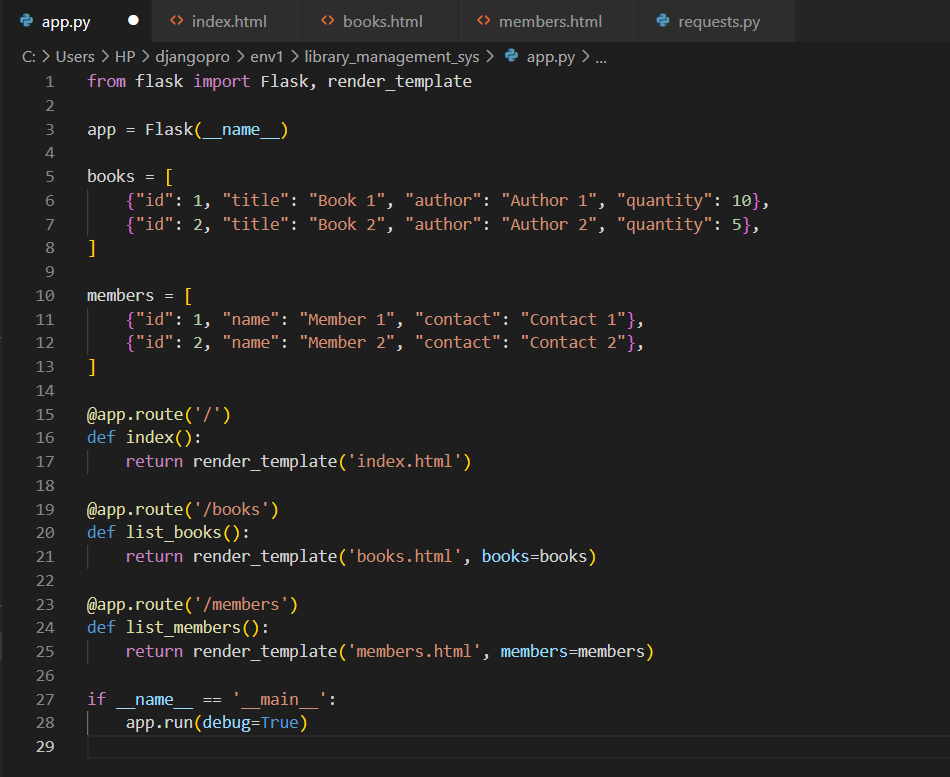 app.py index.html books.html members.html requests.py
C: > Users > HP > djangopro > env1 > library_management_sys > app.py > ...
1 from flask import Flask, render_template
2
3 app = Flask(__name__)
4
5 books = [
6     {"id": 1, "title": "Book 1", "author": "Author 1", "quantity": 10},
7     {"id": 2, "title": "Book 2", "author": "Author 2", "quantity": 5},
8 ]
9
10 members = [
11     {"id": 1, "name": "Member 1", "contact": "Contact 1"},
12     {"id": 2, "name": "Member 2", "contact": "Contact 2"},
13 ]
14
15 @app.route('/')
16 def index():
17     return render_template('index.html')
18
19 @app.route('/books')
20 def list_books():
21     return render_template('books.html', books=books)
22
23 @app.route('/members')
24 def list_members():
25     return render_template('members.html', members=members)
26
27 if __name__ == '__main__':
28     app.run(debug=True)
29